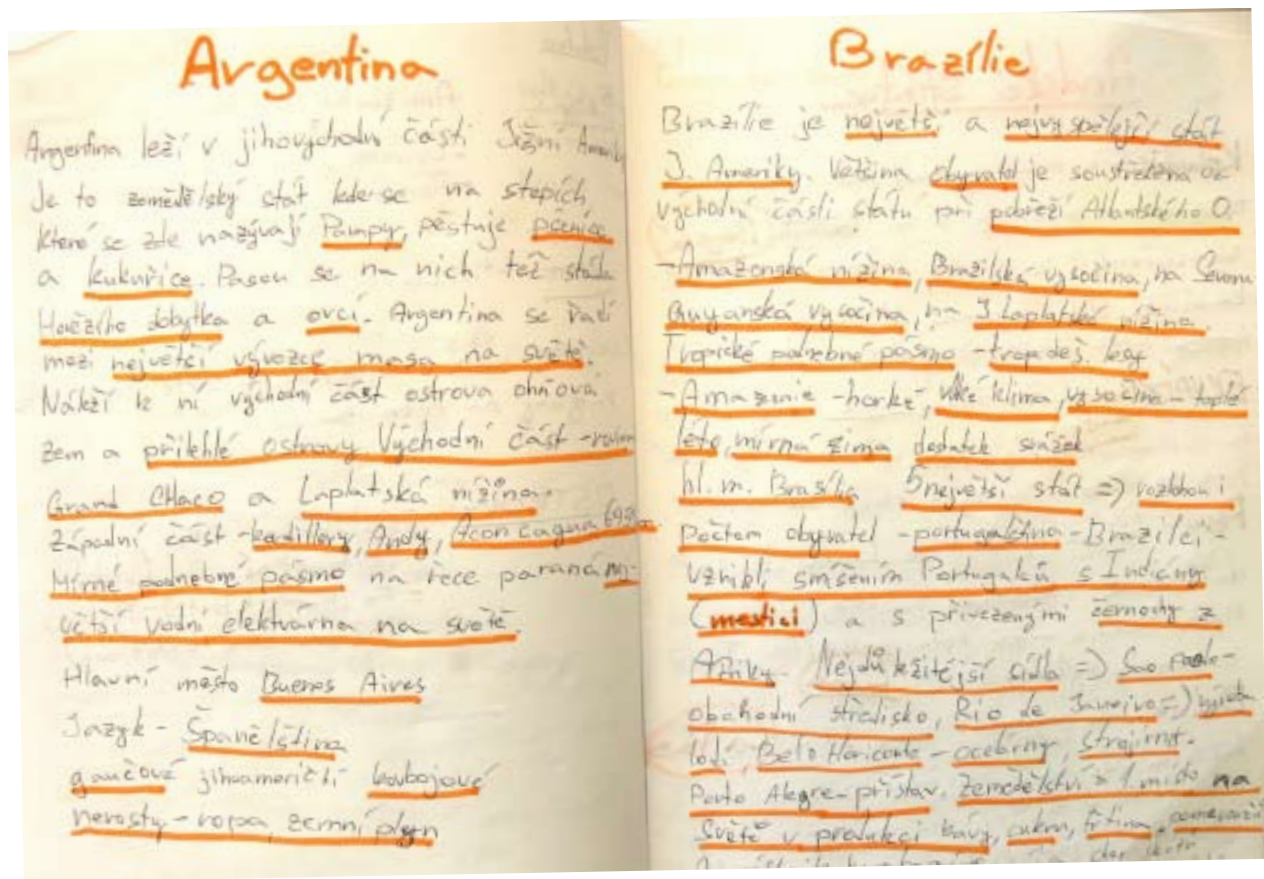 Argentina
Argentina leží v jihovýchodní části Jižní Ameriky
Je to zemědělský stát kde se na stepích
které se zde nazývají Pampy, pěstuje pšenice
a kukuřice. Pasou se na nich též stáda
Hovězího dobytka a ovcí. Argentina se řadí
mezi největší vývozce masa na světě.
Náleží k ní východní část ostrova ohňová
zem a přilehlé ostrovy Východní část -
Grand CHaco a Laplatská nížina.
Západní část - kordillery, Andy, Acon cagua
Mírné podnebné pásmo na řece paraná
větší vodní elektrárna na světě.
Hlavní město Buenos Aires
Jazyk - Španělština
gaučové jihoameričtí kovbojové
nerosty - ropa, zemní plyn
Brazílie
Brazílie je největší a nejvyspělejší stát
J. Ameriky. Většina obyvatel je soustředěna ve
východní části státu při pobřeží Atlantského O.
- Amazonská nížina, Brazilská vysočina, na Severu
Guyanská vysočina, na J Laplatská nížina.
Tropické podnebné pásmo - trop. deš. lesy
- Amazonie - horké, vlhké klima, vysočina - teplé
léto, mírná zima dostatek srážek
hl. m. Brasília 5 největší stát => rozlohou i
počtem obyvatel - portugalština - Brazilci -
vznikli smíšením Portugalců s Indiány
(mestici) a s přivezenými černochy z
Afriky. Nejdůležitější sídla => Sao Paolo -
obchodní středisko, Rio de Janeiro =>
lodí, Belo Horizonte - ocelárny, strojírny.
Porto Alegre - přístav. Zemědělství > 1 místo na
Světě v produkci kávy, cukru, třtina, pomeranče